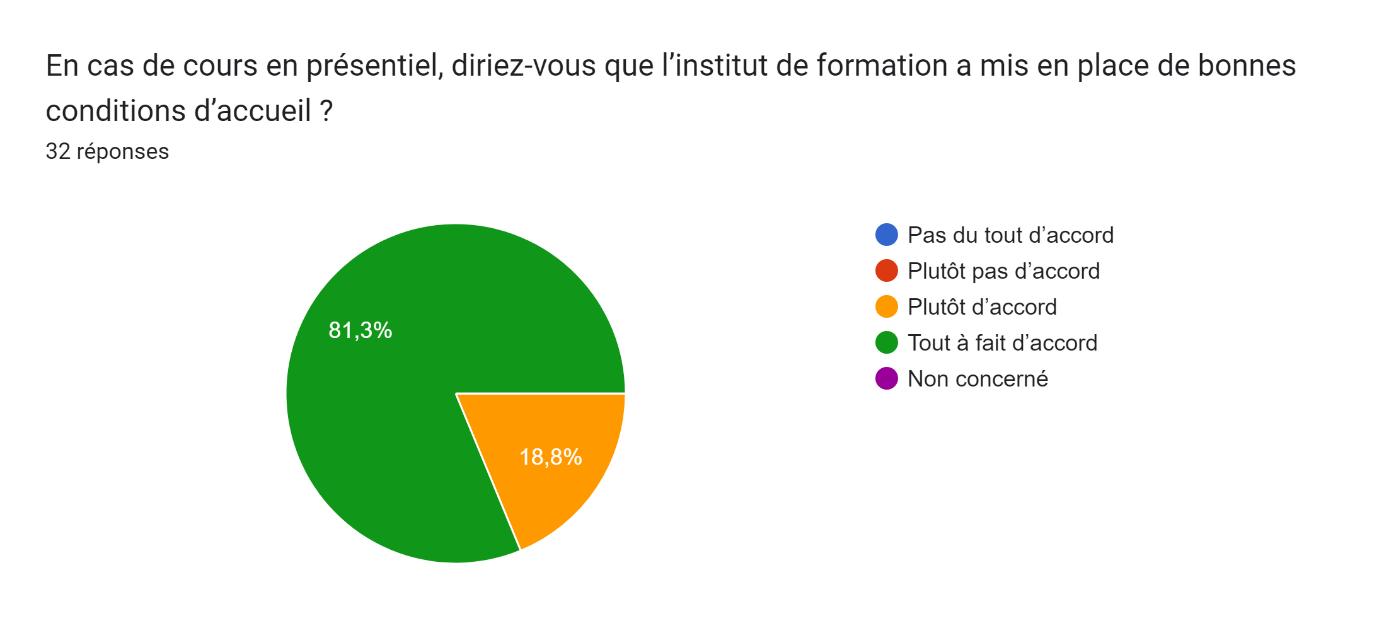 En cas de cours en présentiel, diriez-vous que l’institut de formation a mis en place de bonnes
conditions d’accueil ?
32 réponses
Pas du tout d’accord
Plutôt pas d’accord
Plutôt d’accord
Tout à fait d’accord
Non concerné
81,3%
18,8%